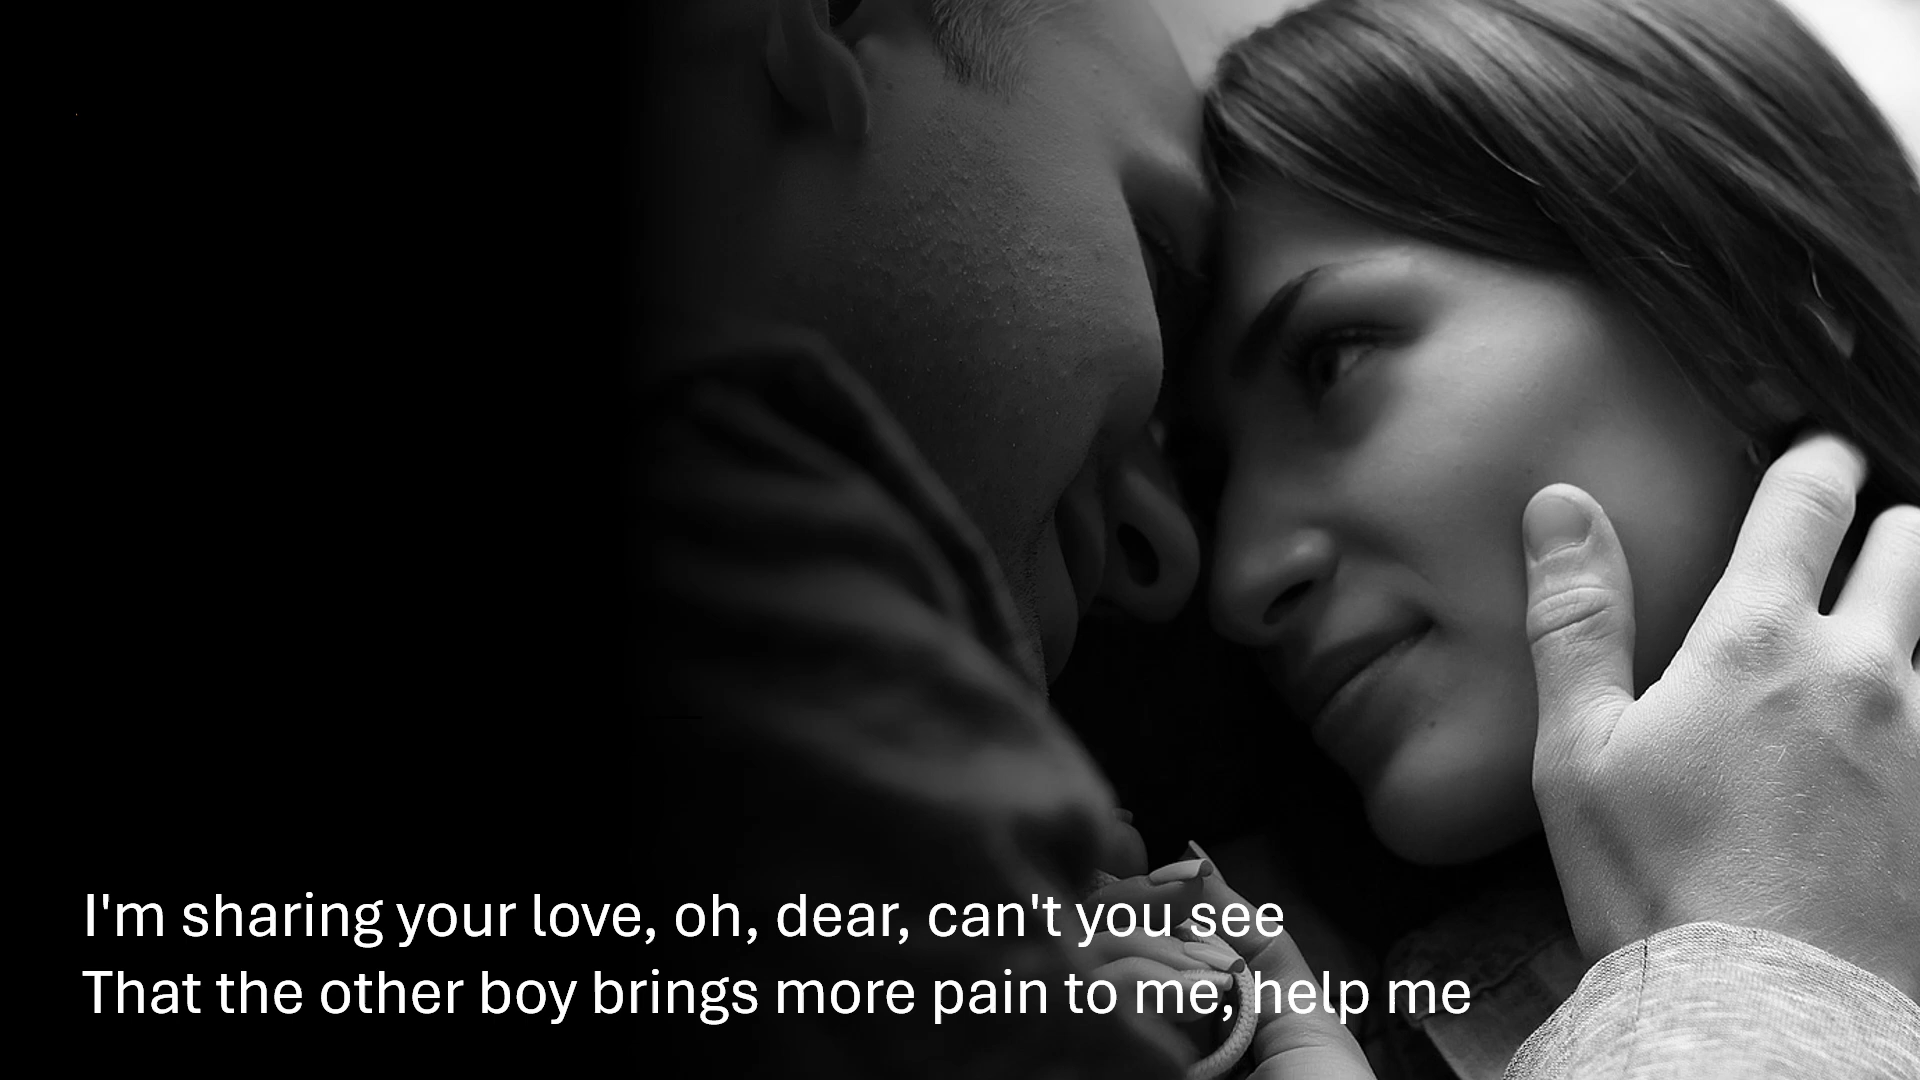 I'm sharing your love, oh, dear, can't you see
That the other boy brings more pain to me, help me